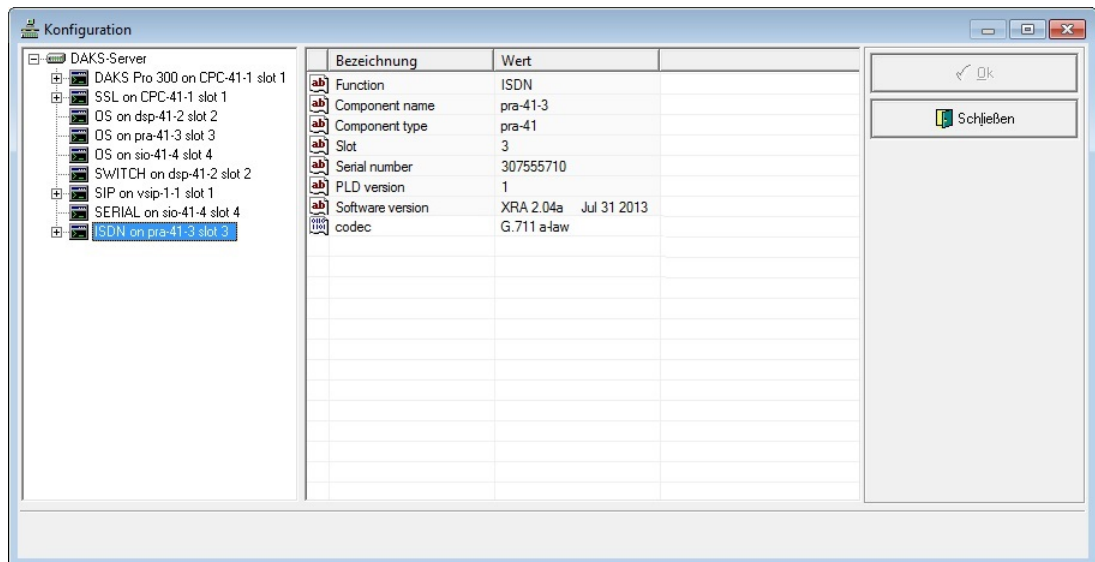 Konfiguration
DAKS-Server
DAKS Pro 300 on CPC-41-1 slot 1
SSL on CPC-41-1 slot 1
OS on dsp-41-2 slot 2
OS on pra-41-3 slot 3
OS on sio-41-4 slot 4
SWITCH on dsp-41-2 slot 2
SIP on vsip-1-1 slot 1
SERIAL on sio-41-4 slot 4
ISDN on pra-41-3 slot 3
Bezeichnung Wert
Function ISDN
Component name pra-41-3
Component type pra-41
Slot 3
Serial number 307555710
PLD version 1
Software version XRA 2.04a Jul 31 2013
codec G.711 a-law
Ok
Schließen